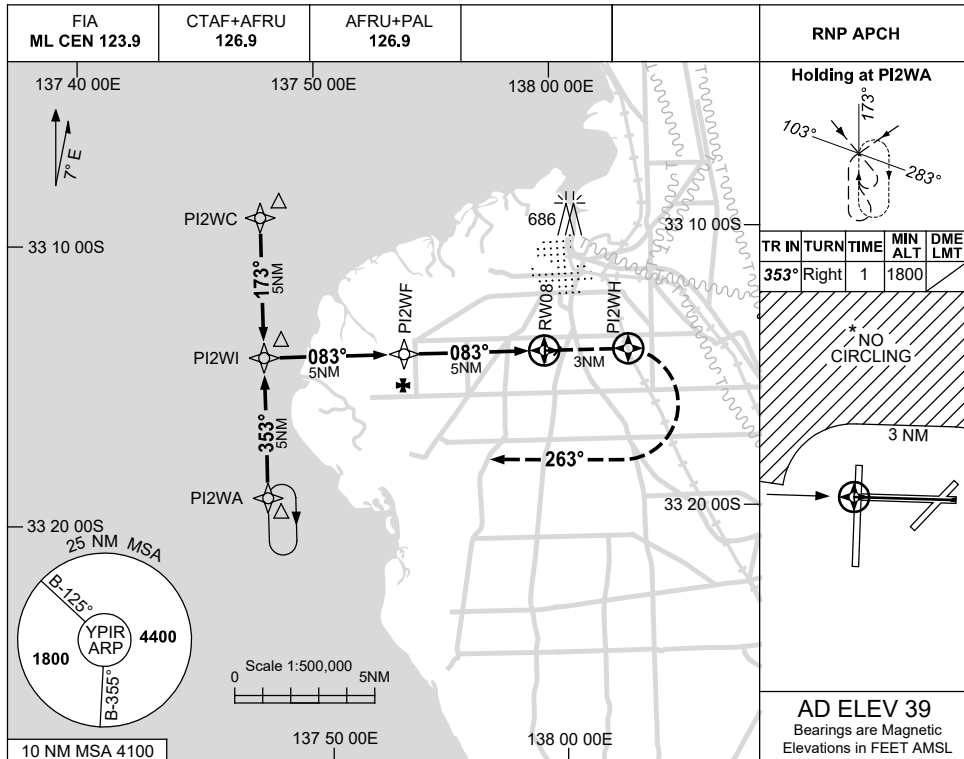 FIA
ML CEN 123.9
CTAF+AFRU
126.9
AFRU+PAL
126.9
RNP APCH
137 40 00E
137 50 00E
138 00 00E
7° E
PI2WC
33 10 00S
173°
5NM
PI2WI
083°
5NM
PI2WF
083°
5NM
RW08
3NM
PI2WH
686
33 10 00S
353°
5NM
PI2WA
263°
33 20 00S
33 20 00S
25 NM MSA
B-125°
YPIR
ARP
1800
4400
B-355°
10 NM MSA 4100
Scale 1:500,000
0
5NM
137 50 00E
138 00 00E
Holding at PI2WA
173°
103°
283°
TR IN TURN TIME MIN ALT DME LMT
353° Right 1 1800
* NO
CIRCLING
3 NM
AD ELEV 39
Bearings are Magnetic
Elevations in FEET AMSL